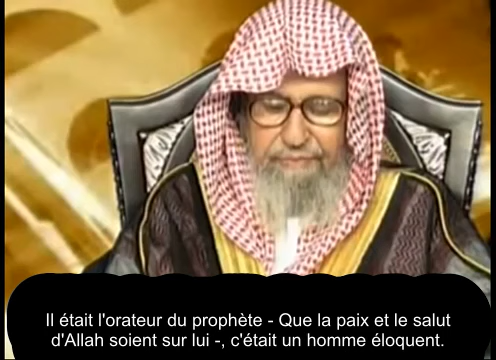 Il était l'orateur du prophète - Que la paix et le salut
d'Allah soient sur lui -, c'était un homme éloquent.